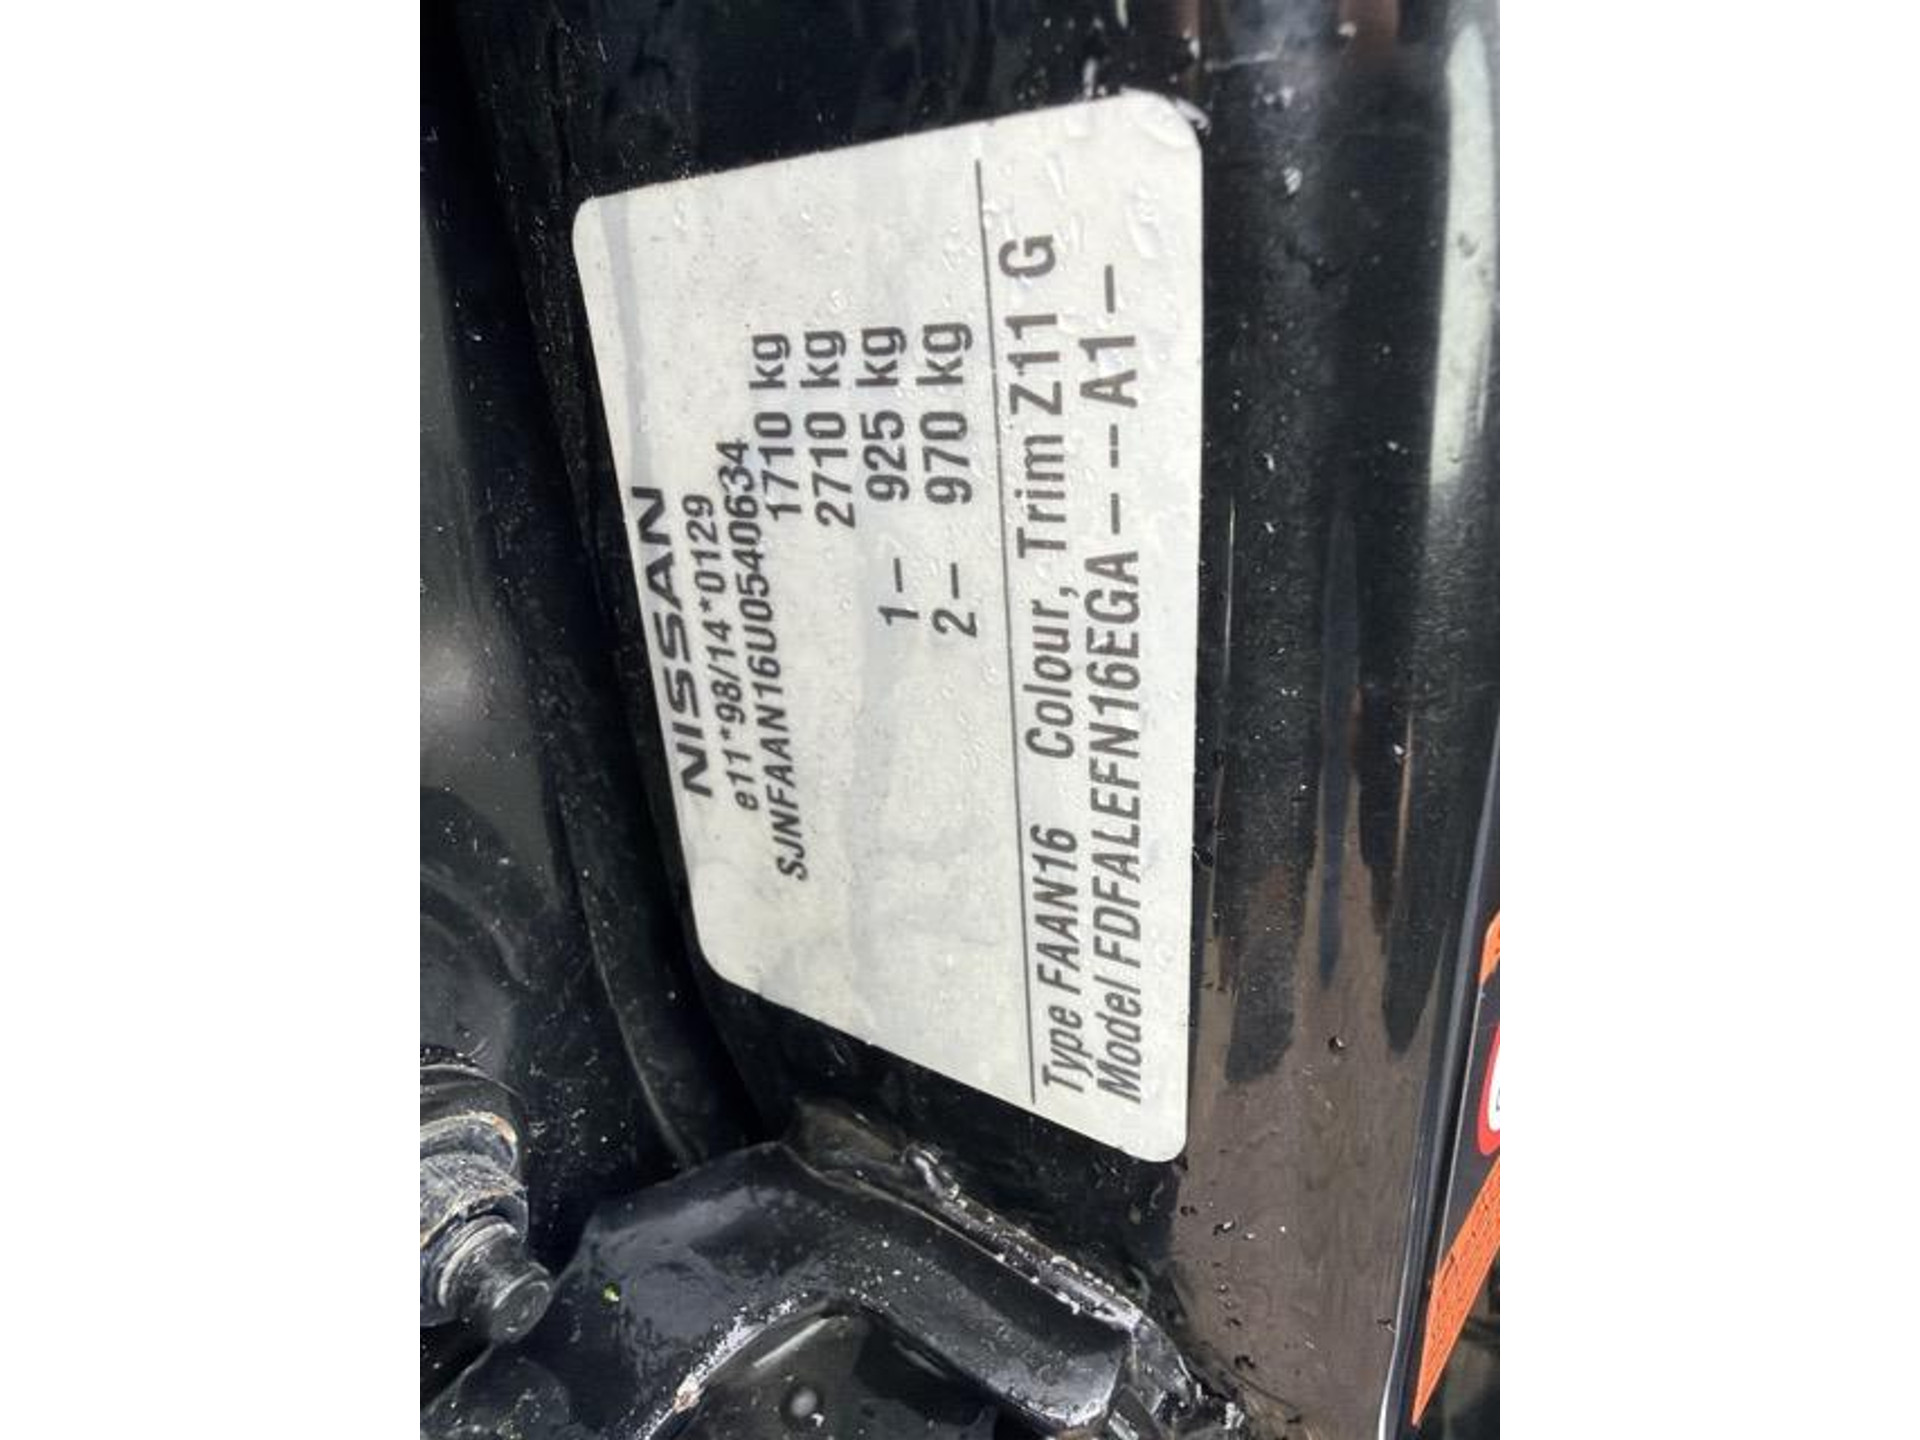 NISSAN
e11*98/14*0129
SJNFAAN16U0540634
1710 kg
2710 kg
1– 925 kg
2– 970 kg
Type FAAN16 Colour, Trim Z11 G
Model FDFALEFN16EGA – – -- A1 –